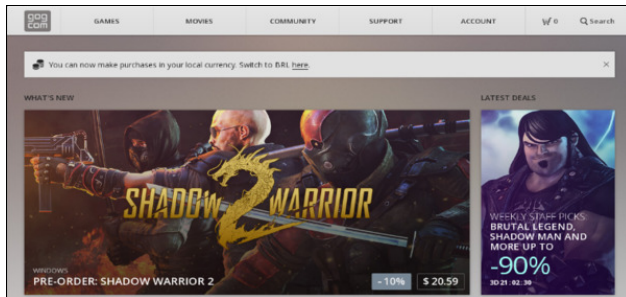 gog
com
GAMES
MOVIES
COMMUNITY
SUPPORT
ACCOUNT
0
Search
You can now make purchases in your local currency. Switch to BRL here.
WHAT'S NEW
LATEST DEALS
SHADOW 2 WARRIOR
WINDOWS
PRE-ORDER: SHADOW WARRIOR 2
-10%
$ 20.59
WEEKLY STAFF PICKS
BRUTAL LEGEND,
SHADOW MAN AND
MORE UP TO
-90%
3D 21 : 02 : 30